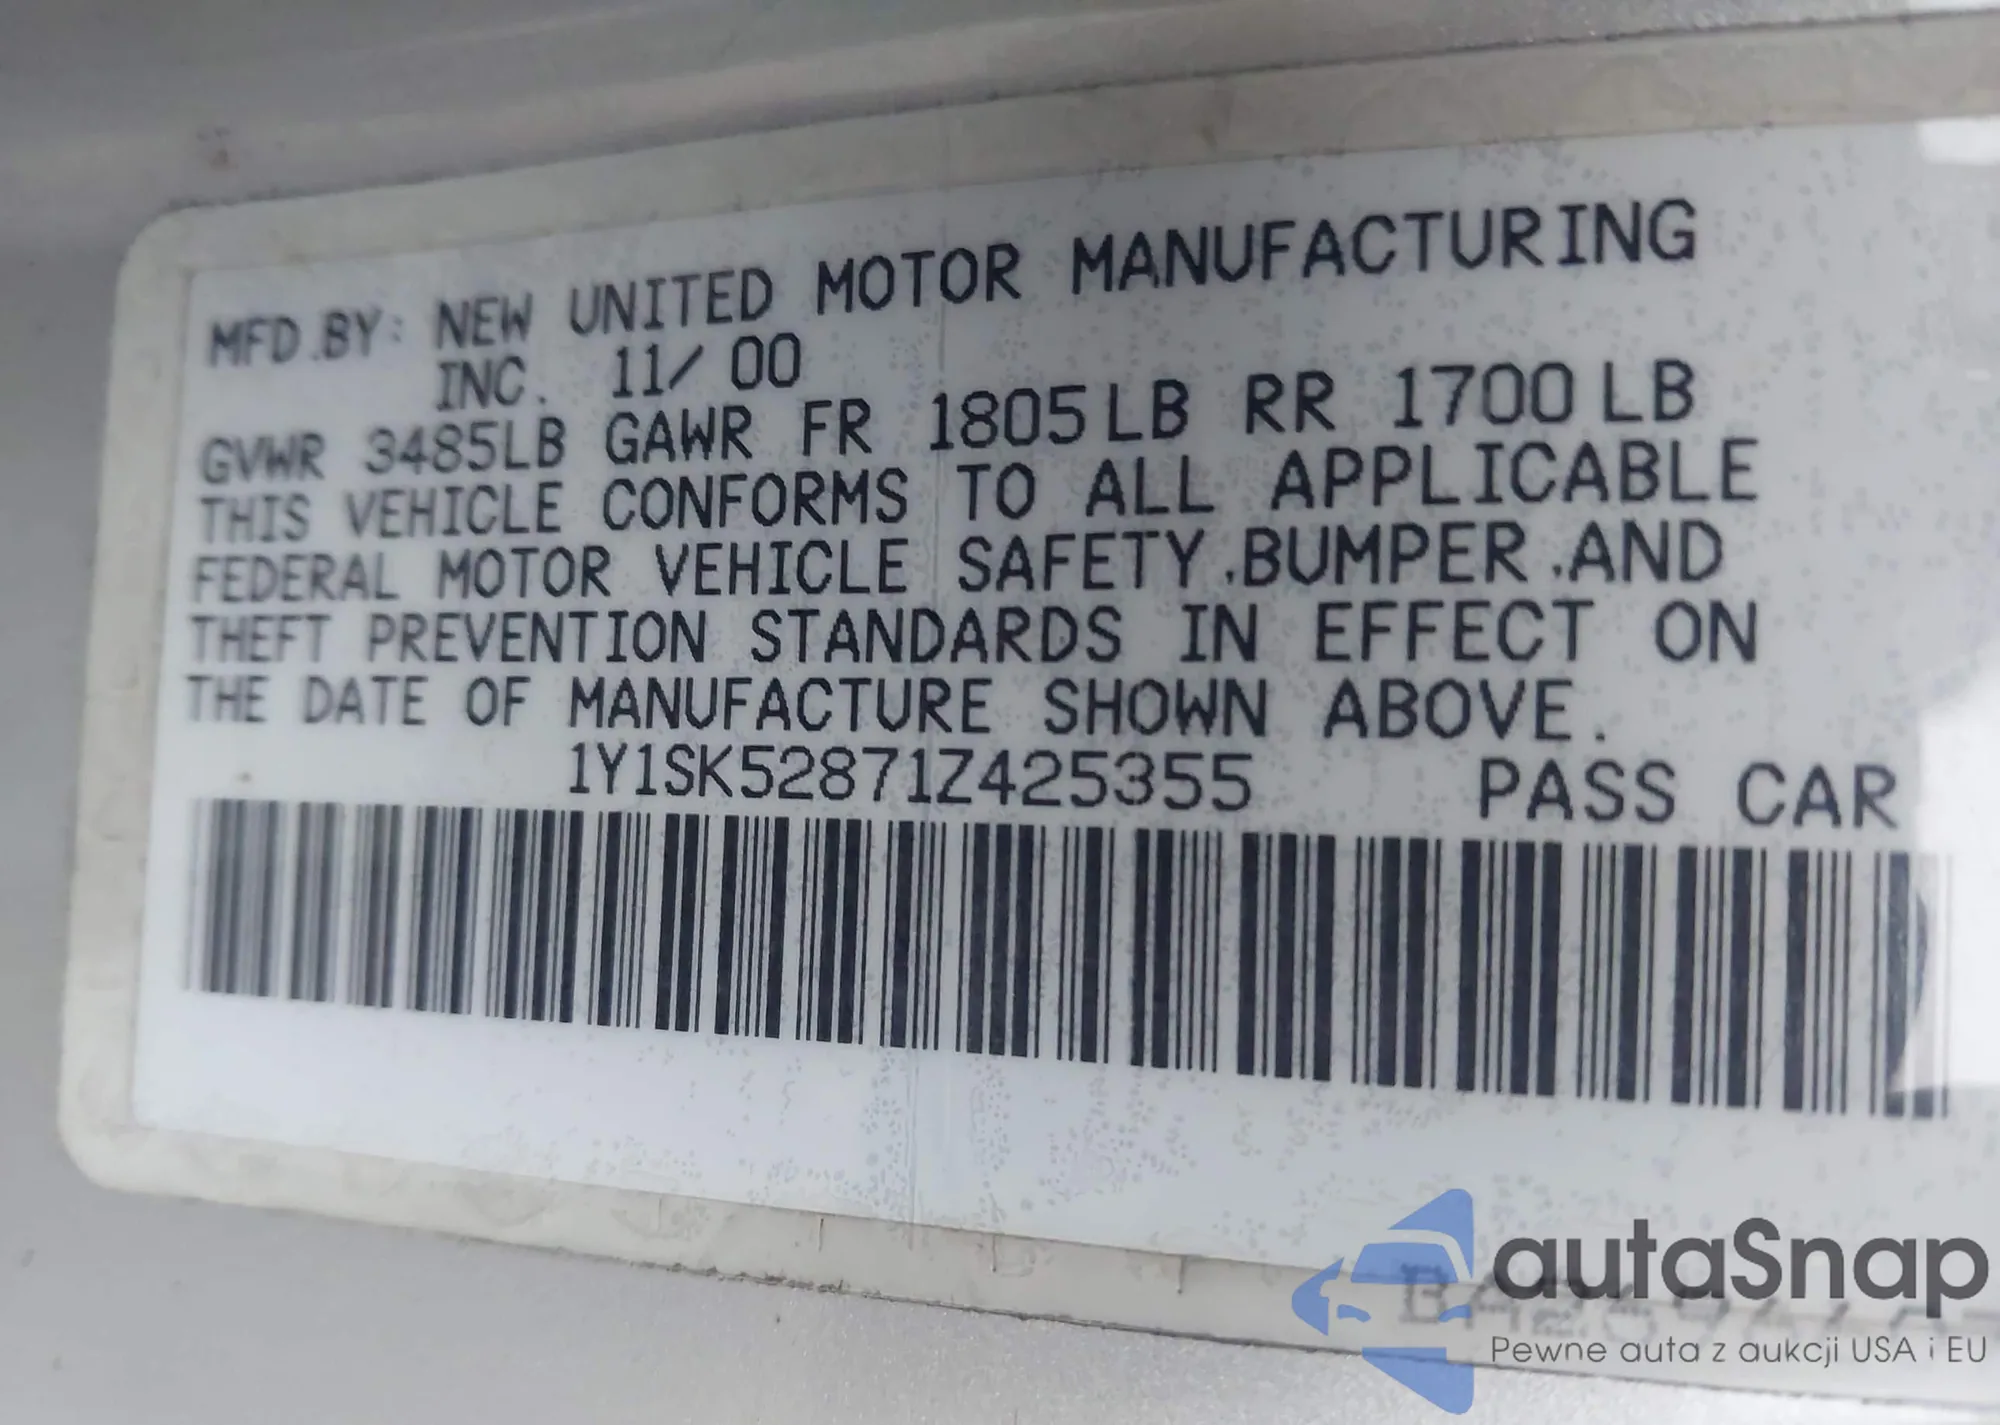 MFD.BY: NEW UNITED MOTOR MANUFACTURING
INC. 11/ 00
GVWR 3485LB GAWR FR 1805LB RR 1700LB
THIS VEHICLE CONFORMS TO ALL APPLICABLE
FEDERAL MOTOR VEHICLE SAFETY,BUMPER,AND
THEFT PREVENTION STANDARDS IN EFFECT ON
THE DATE OF MANUFACTURE SHOWN ABOVE.
1Y1SK52871Z425355 PASS CAR
autaSnap
Pewne auta z aukcji USA i EU